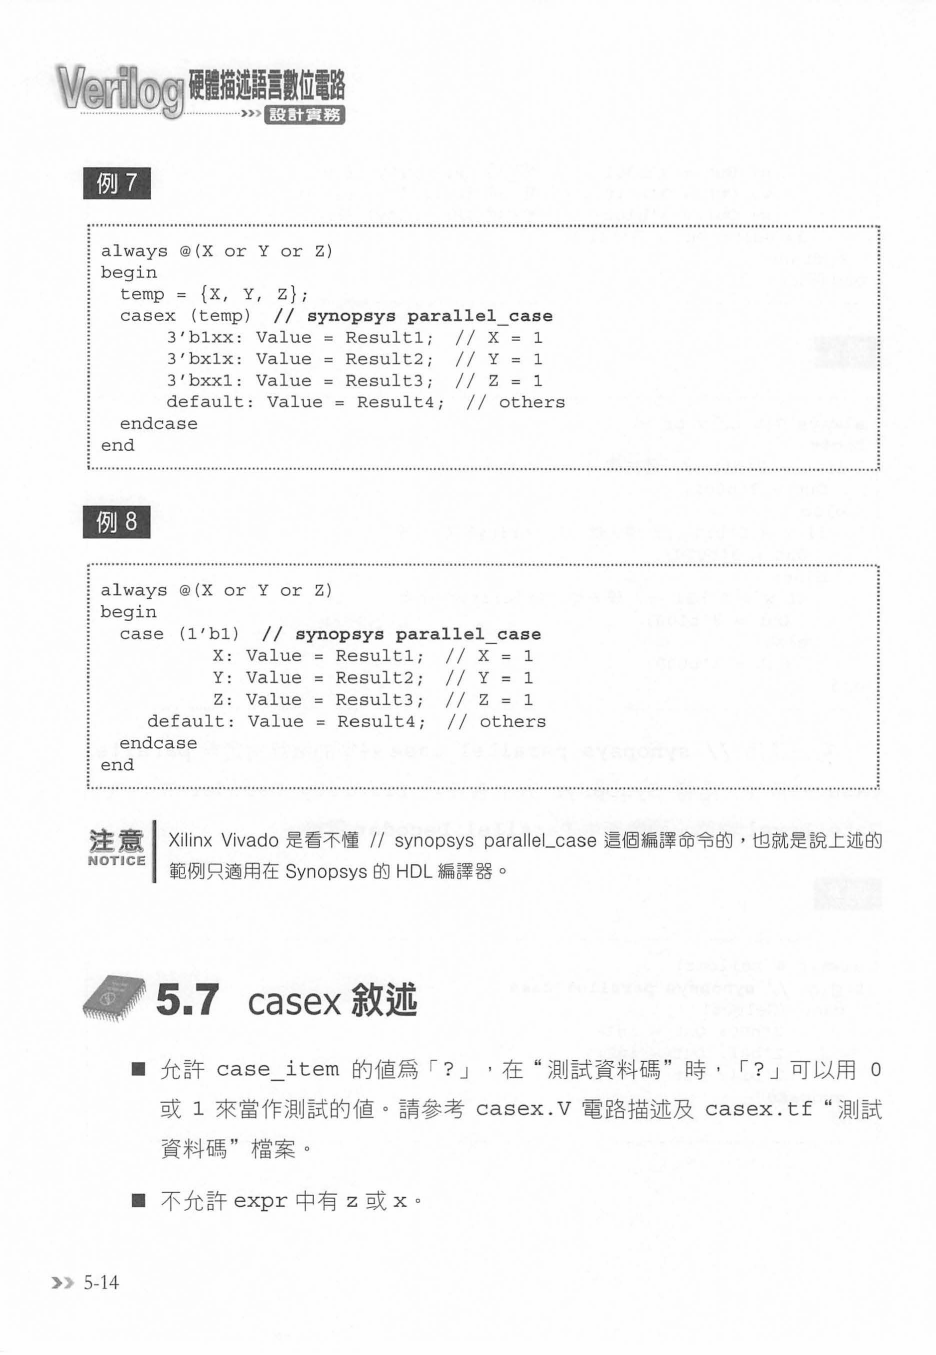 Verilog 硬體描述語言數位電路
>>> 設計實務
例 7
always @(X or Y or Z)
begin
temp = {X, Y, Z};
casex (temp) // synopsys parallel_case
3'b1xx: Value = Result1; // X = 1
3'bx1x: Value = Result2; // Y = 1
3'bxx1: Value = Result3; // Z = 1
default: Value = Result4; // others
endcase
end
例 8
always @(X or Y or Z)
begin
case (1'b1) // synopsys parallel_case
X: Value = Result1; // X = 1
Y: Value = Result2; // Y = 1
Z: Value = Result3; // Z = 1
default: Value = Result4; // others
endcase
end
注意
NOTICE
Xilinx Vivado 是看不懂 // synopsys parallel_case 這個編譯命令的，也就是說上述的
範例只適用在 Synopsys 的 HDL 編譯器。
5.7 casex 敘述
■ 允許 case_item 的值為「?」，在“測試資料碼”時，「?」可以用 0
或 1 來當作測試的值。請參考 casex.V 電路描述及 casex.tf“測試
資料碼”檔案。
■ 不允許 expr 中有 z 或 x。
>> 5-14